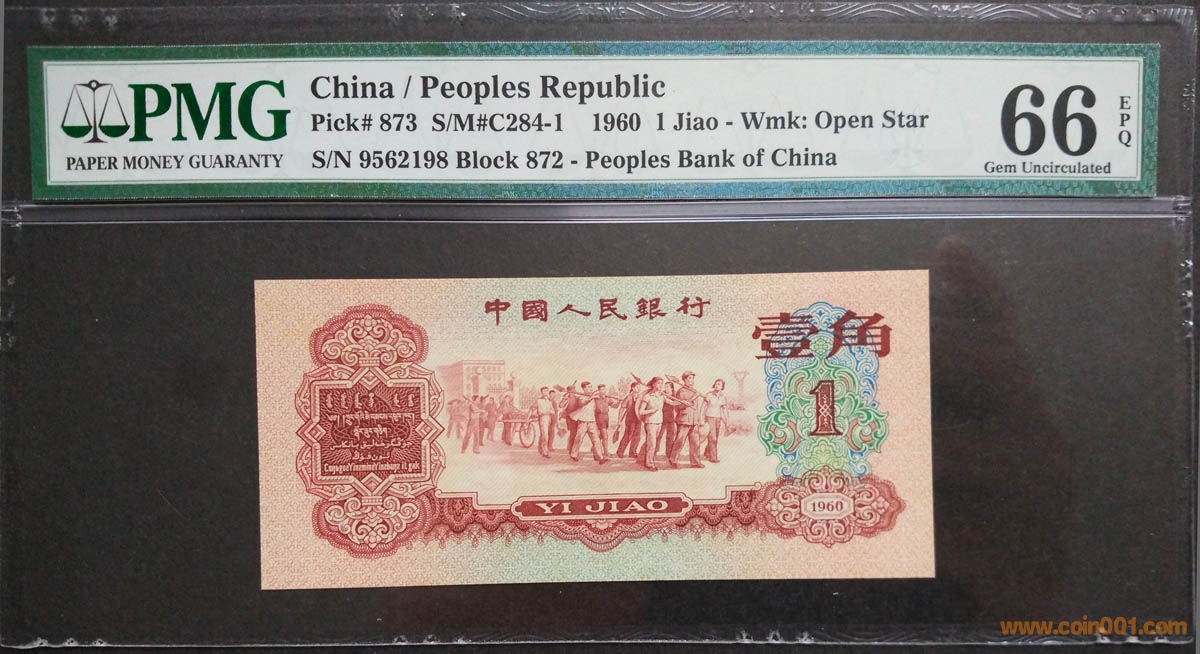 PMG
PAPER MONEY GUARANTY
China / Peoples Republic
Pick# 873 S/M#C284-1 1960 1 Jiao - Wmk: Open Star
S/N 9562198 Block 872 - Peoples Bank of China
66
EPQ
Gem Uncirculated
中國人民銀行
壹角
1
YI JIAO
1960
www.coin001.com